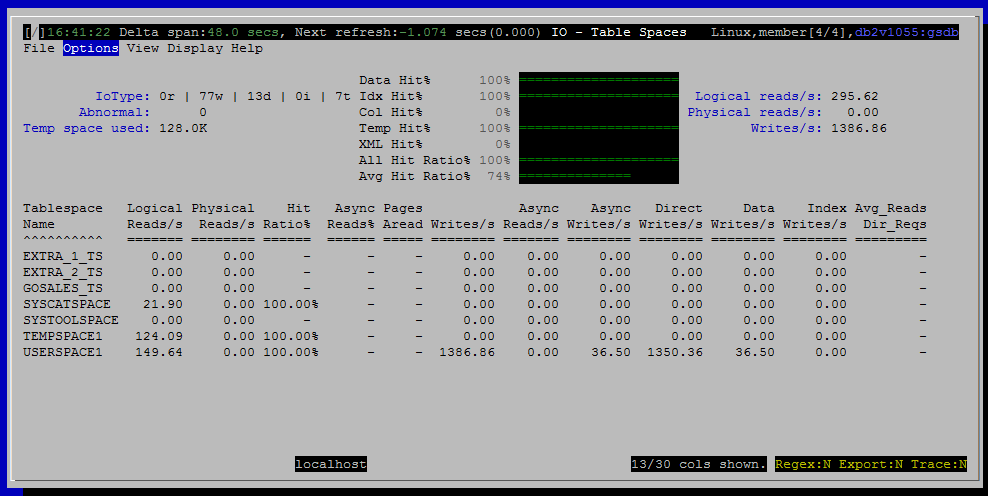 [/]16:41:22 Delta span:48.0 secs, Next refresh:-1.074 secs(0.000) IO - Table Spaces Linux,member[4/4],db2v1055:gsdb
File Options View Display Help
Data Hit% 100% ====================
IoType: 0r | 77w | 13d | 0i | 7t Idx Hit% 100% ==================== Logical reads/s: 295.62
Abnormal: 0 Col Hit% 0% Physical reads/s: 0.00
Temp space used: 128.0K Temp Hit% 100% ==================== Writes/s: 1386.86
XML Hit% 0%
All Hit Ratio% 100% ====================
Avg Hit Ratio% 74% ==============
Tablespace Logical Physical Hit Async Pages Async Async Direct Data Index Avg_Reads
Name Reads/s Reads/s Ratio% Reads% Aread Writes/s Reads/s Writes/s Writes/s Writes/s Writes/s Dir_Reqs
^^^^^^^^^^ ======= ======== ====== ====== ===== ======== ======= ======== ======== ======== ======== =========
EXTRA_1_TS 0.00 0.00 - - - 0.00 0.00 0.00 0.00 0.00 0.00 -
EXTRA_2_TS 0.00 0.00 - - - 0.00 0.00 0.00 0.00 0.00 0.00 -
GOSALES_TS 0.00 0.00 - - - 0.00 0.00 0.00 0.00 0.00 0.00 -
SYSCATSPACE 21.90 0.00 100.00% - - 0.00 0.00 0.00 0.00 0.00 0.00 -
SYSTOOLSPACE 0.00 0.00 - - - 0.00 0.00 0.00 0.00 0.00 0.00 -
TEMPSPACE1 124.09 0.00 100.00% - - 0.00 0.00 0.00 0.00 0.00 0.00 -
USERSPACE1 149.64 0.00 100.00% - - 1386.86 0.00 36.50 1350.36 36.50 0.00 -
localhost 13/30 cols shown. Regex:N Export:N Trace:N